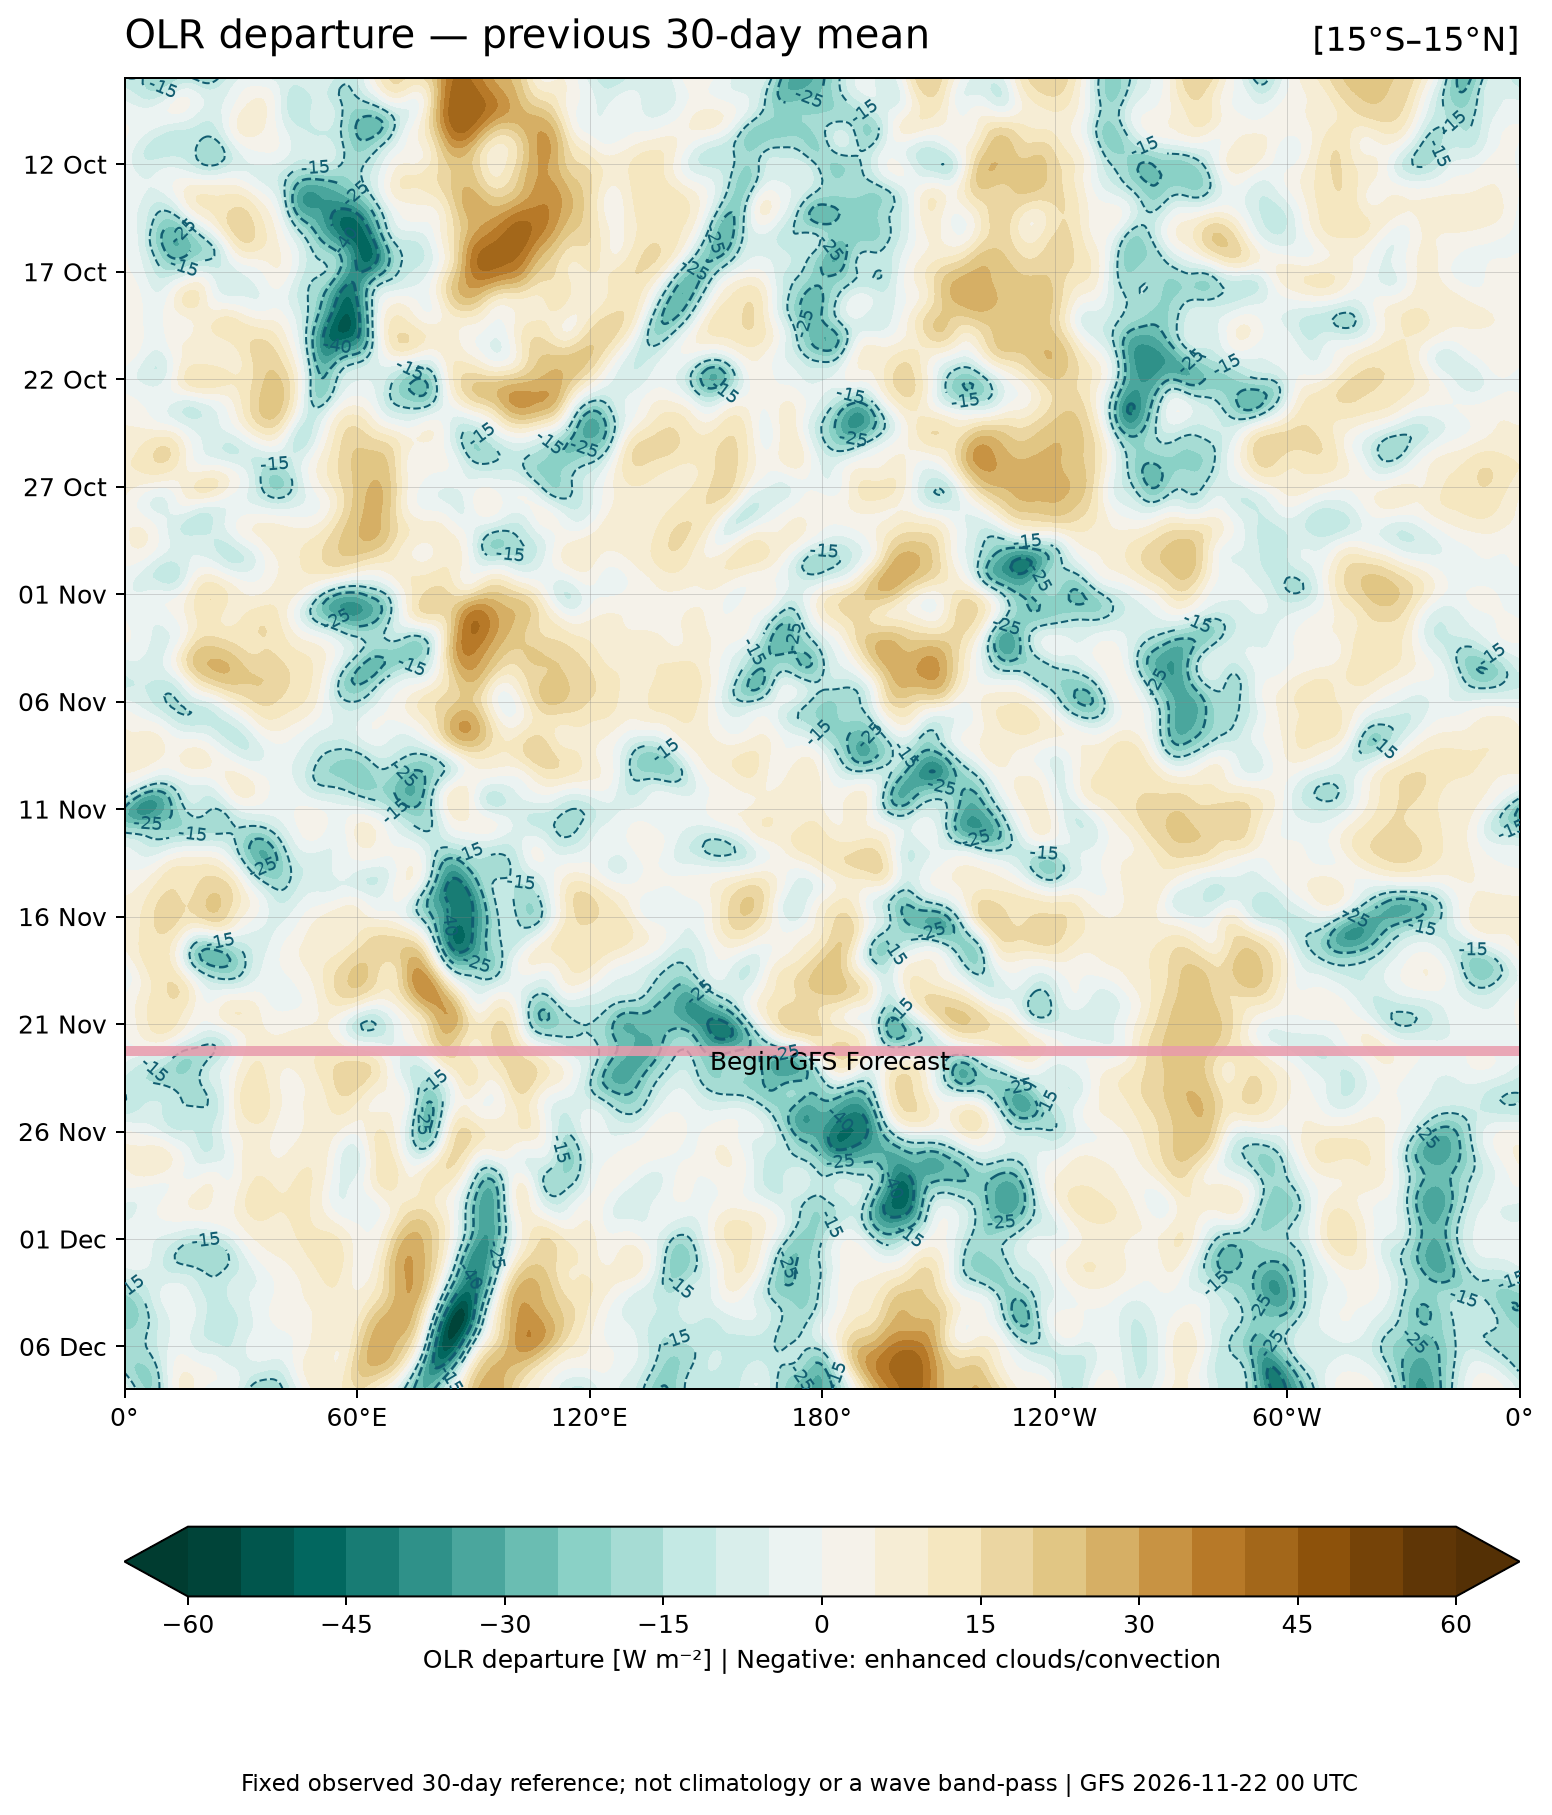 OLR departure — previous 30-day mean
[15°S–15°N]
12 Oct
17 Oct
22 Oct
27 Oct
01 Nov
06 Nov
11 Nov
16 Nov
21 Nov
Begin GFS Forecast
26 Nov
01 Dec
06 Dec
0° 60°E 120°E 180° 120°W 60°W 0°
−60 −45 −30 −15 0 15 30 45 60
OLR departure [W m⁻²] | Negative: enhanced clouds/convection
Fixed observed 30-day reference; not climatology or a wave band-pass | GFS 2026-11-22 00 UTC